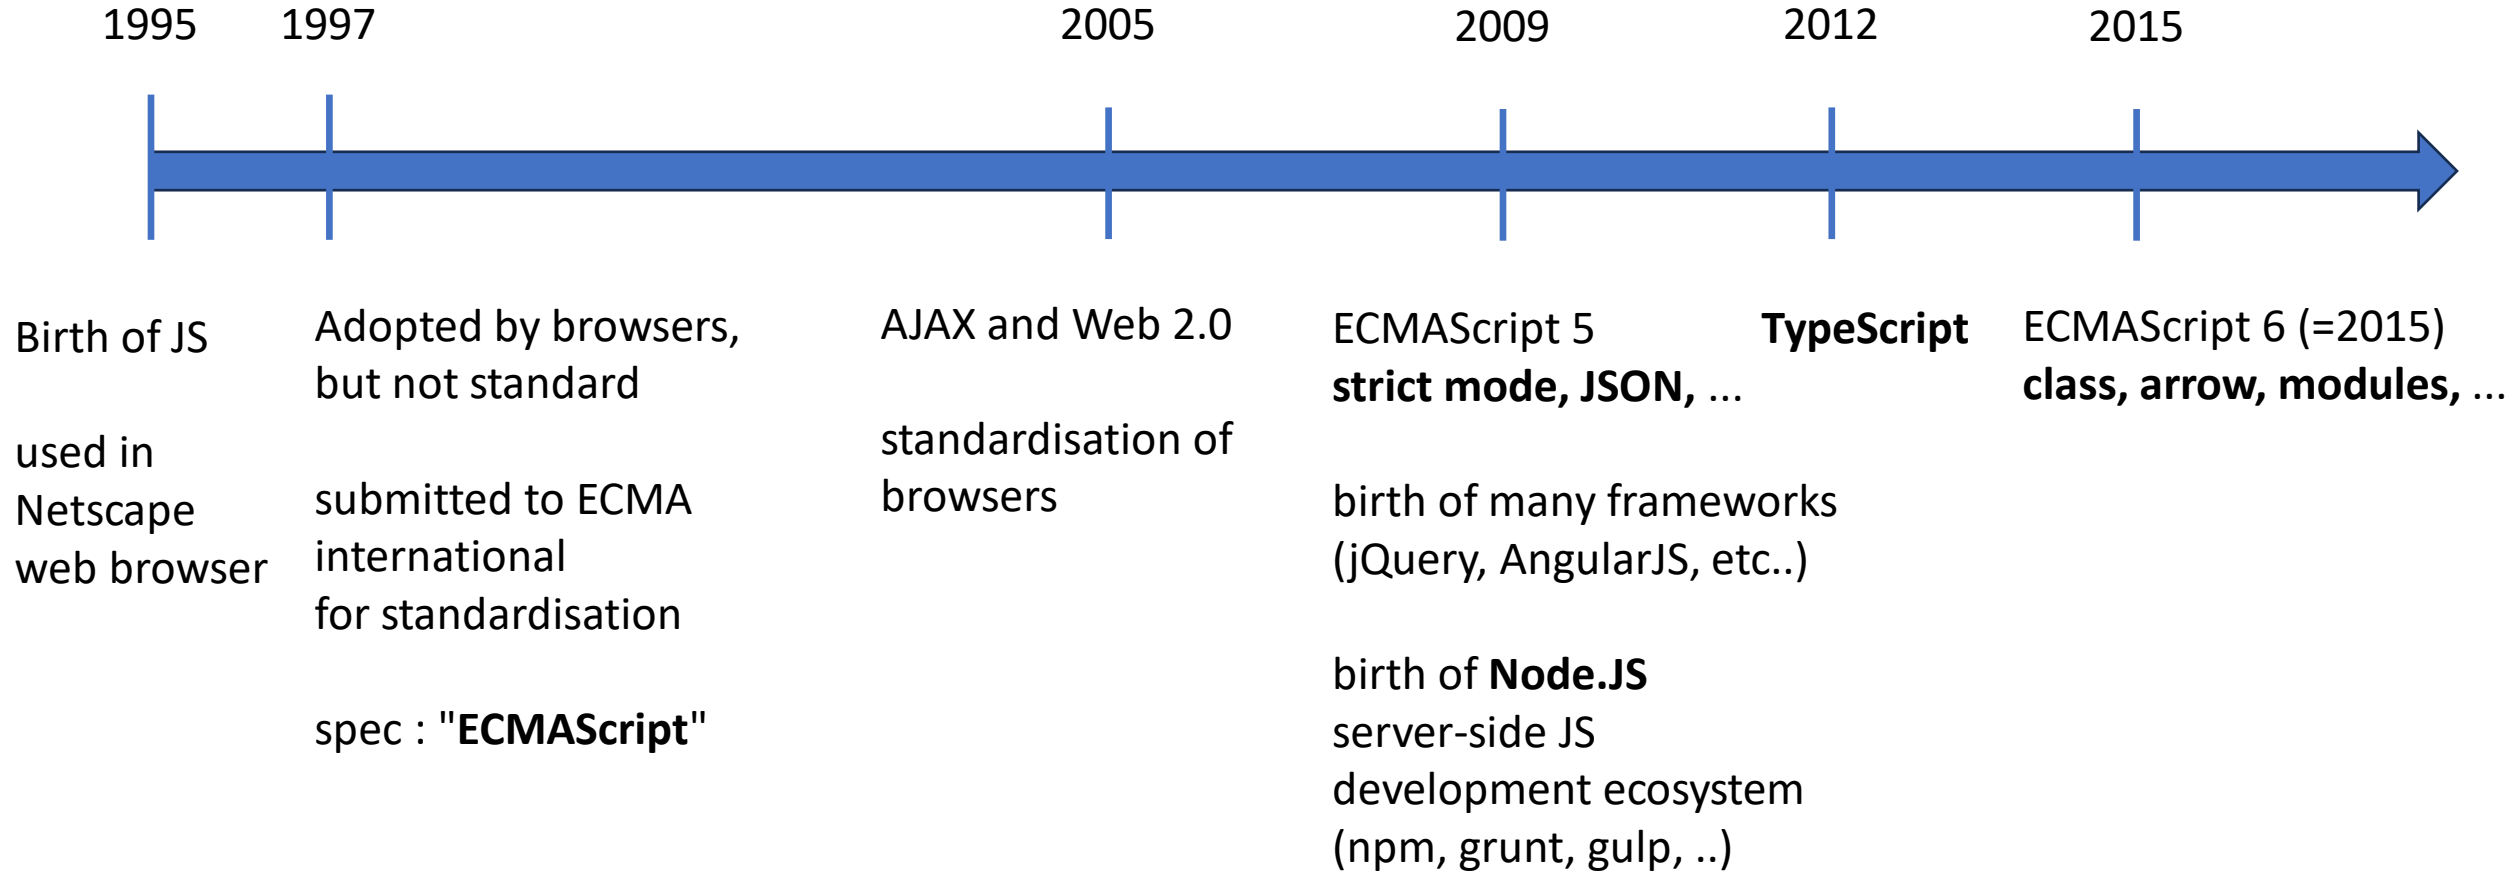 1995
1997
2005
2009
2012
2015
Birth of JS
used in
Netscape
web browser
Adopted by browsers,
but not standard
submitted to ECMA
international
for standardisation
spec : "ECMAScript"
AJAX and Web 2.0
standardisation of
browsers
ECMAScript 5
strict mode, JSON, ...
birth of many frameworks
(jQuery, AngularJS, etc..)
birth of Node.JS
server-side JS
development ecosystem
(npm, grunt, gulp, ..)
TypeScript
ECMAScript 6 (=2015)
class, arrow, modules, ...